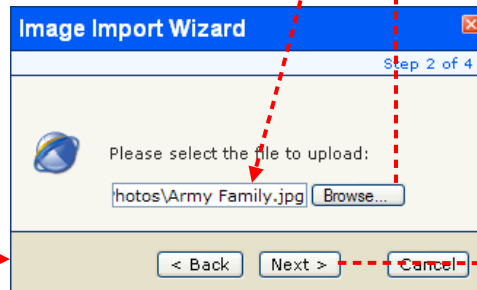 Image Import Wizard
Step 2 of 4
Please select the file to upload:
hotos\Army Family.jpg Browse...
< Back Next > Cancel